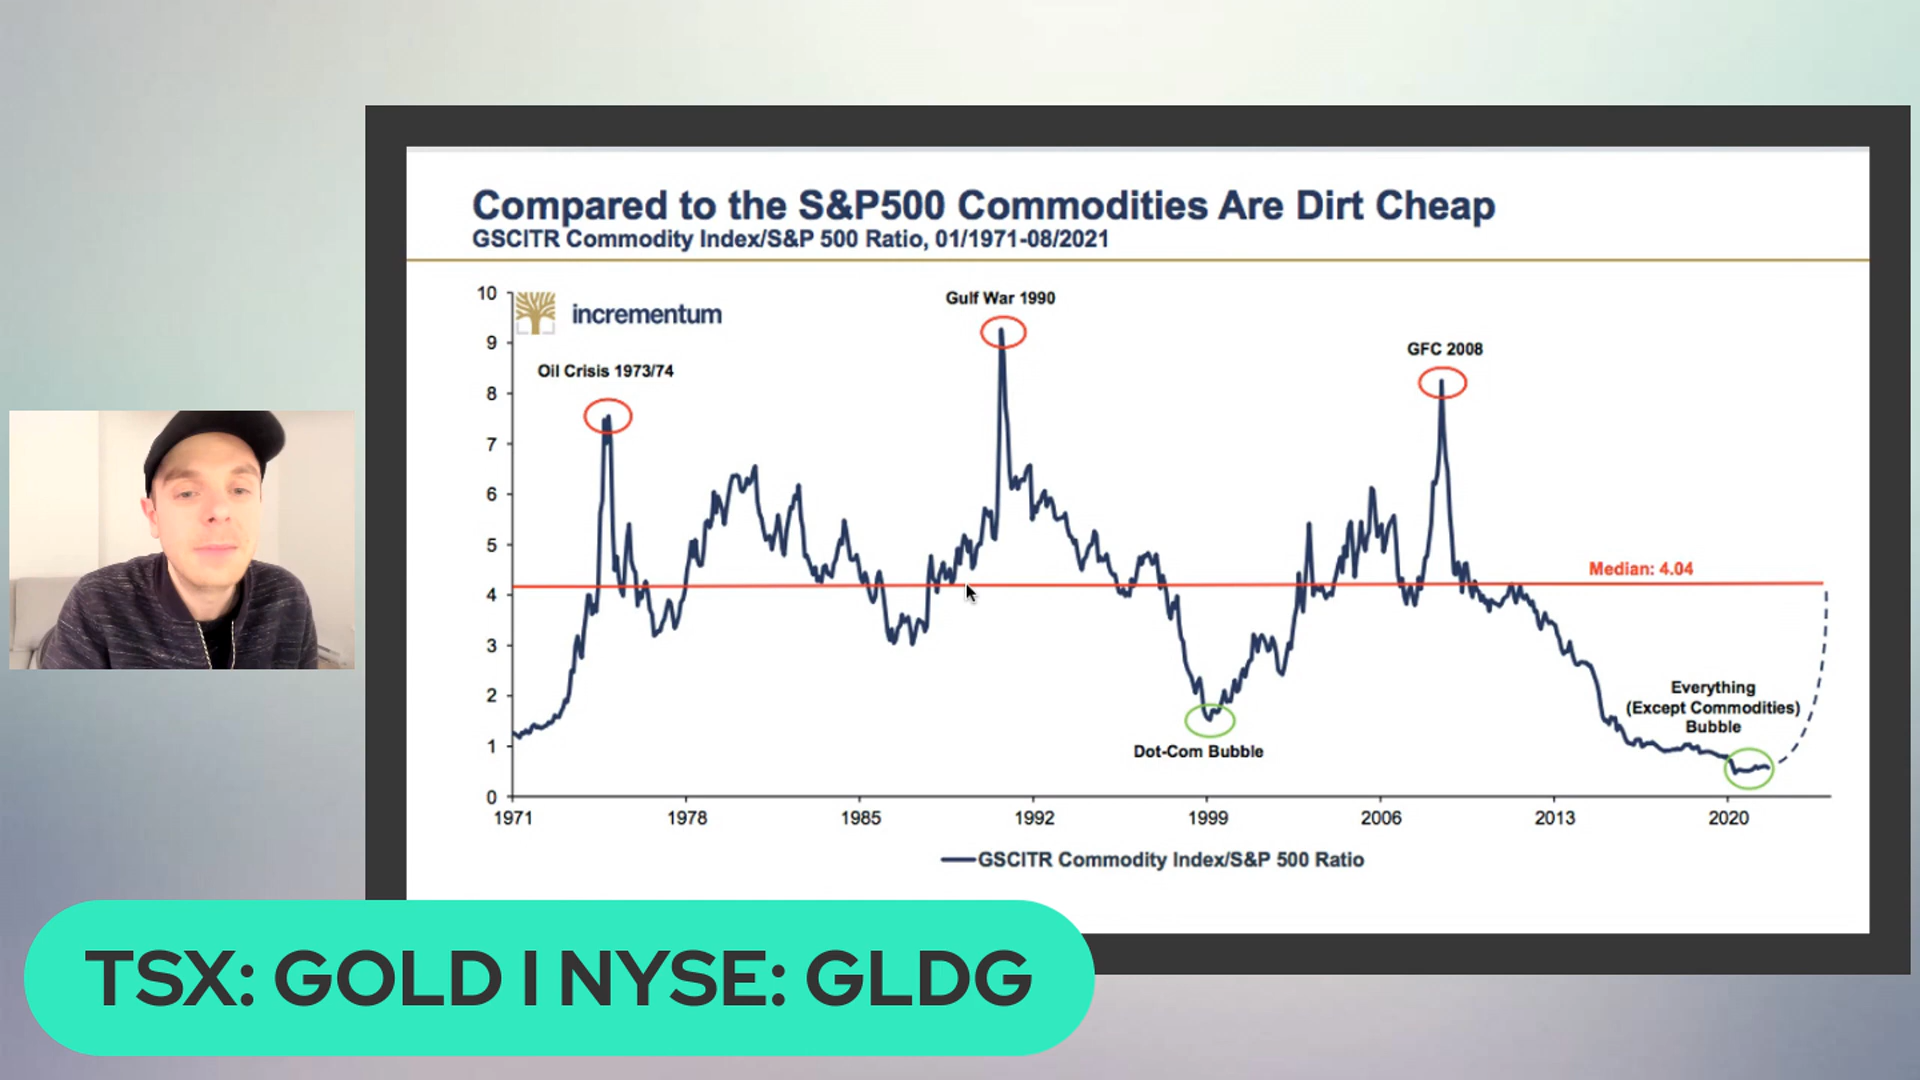 Compared to the S&P500 Commodities Are Dirt Cheap
GSCITR Commodity Index/S&P 500 Ratio, 01/1971-08/2021
incrementum
10
9
8
7
6
5
4
3
2
1
0
Oil Crisis 1973/74
Gulf War 1990
GFC 2008
Median: 4.04
Dot-Com Bubble
Everything
(Except Commodities)
Bubble
1971
1978
1985
1992
1999
2006
2013
2020
GSCITR Commodity Index/S&P 500 Ratio
TSX: GOLD I NYSE: GLDG